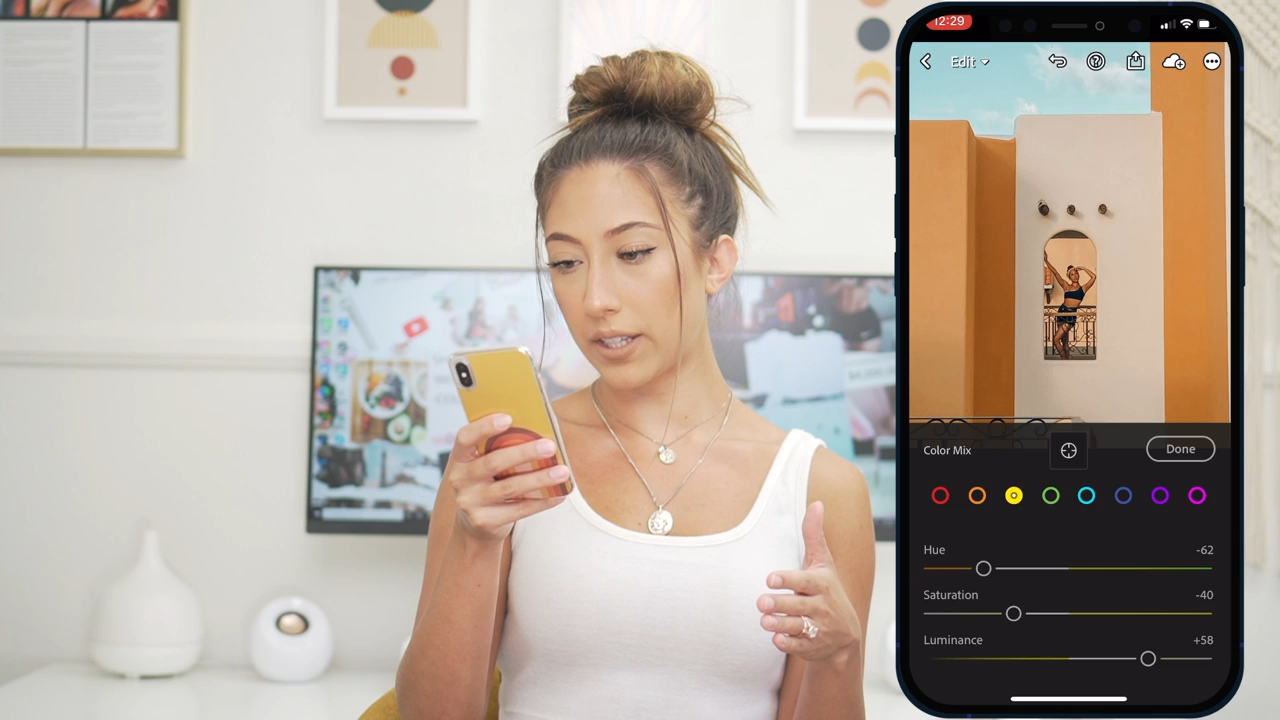 12:29
Edit
Color Mix
Done
Hue
-62
Saturation
-40
Luminance
+58